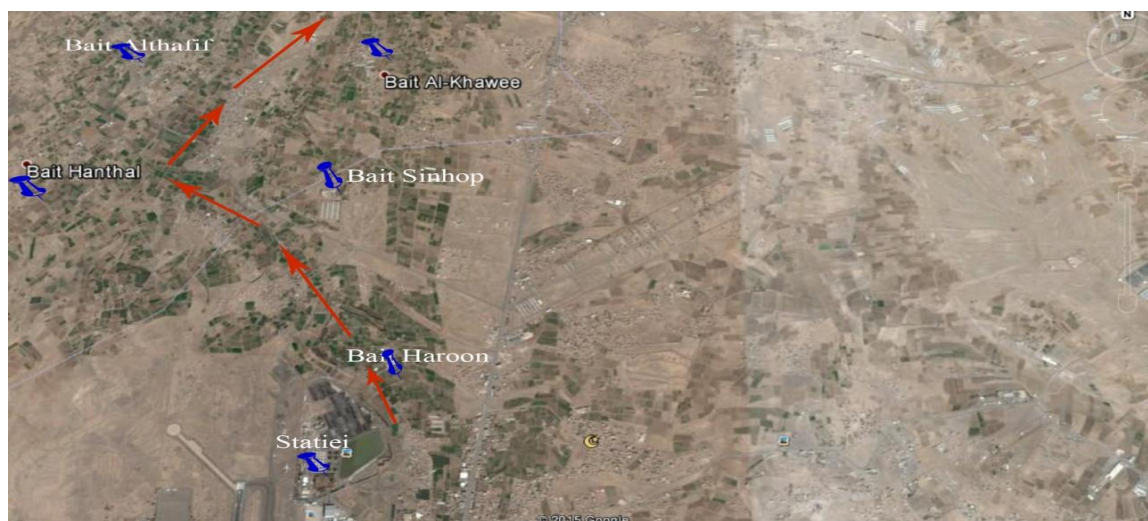 N
Bait Althafif
Bait Al-Khawee
Bait Hanthal
Bait Sinhop
Bait Haroon
Statiei
© 2015 Google